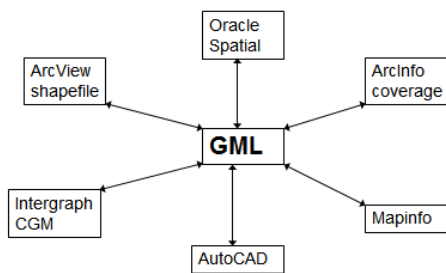 Oracle
Spatial
ArcView
shapefile
ArcInfo
coverage
GML
Intergraph
CGM
Mapinfo
AutoCAD